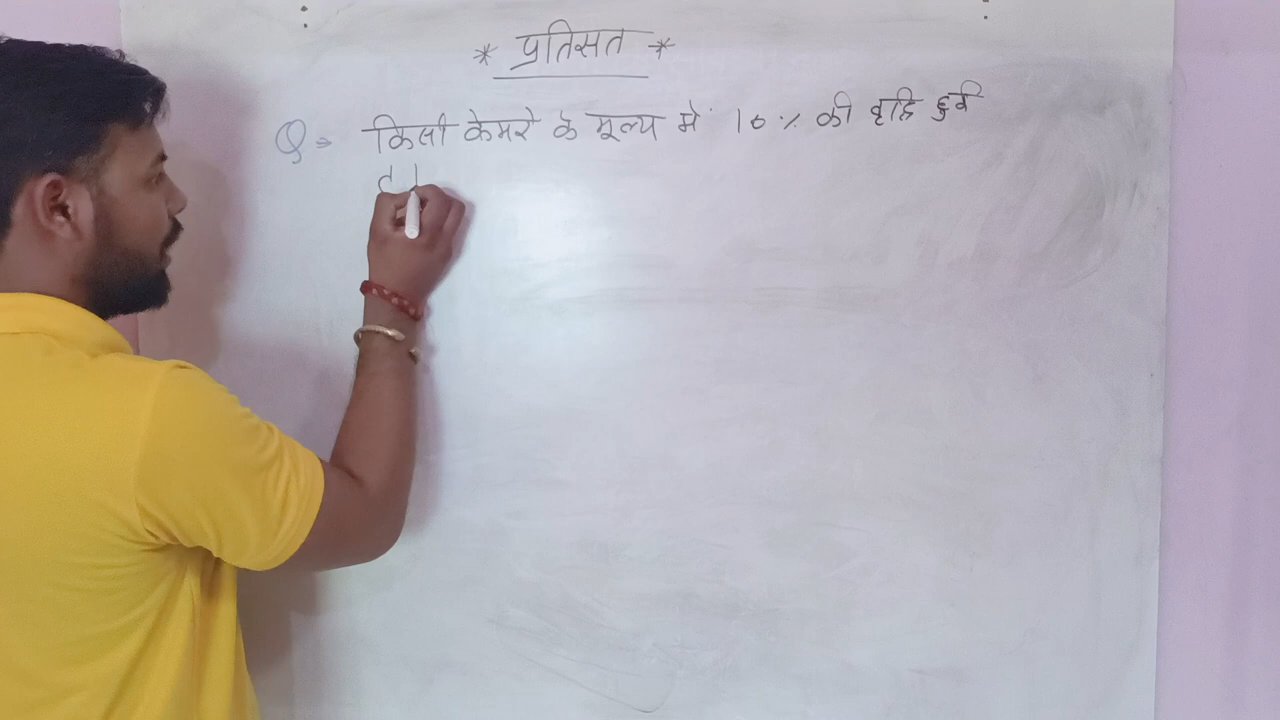 * प्रतिसत *
Q → किसी केमरे के मूल्य में 10% की वृद्दि हुई